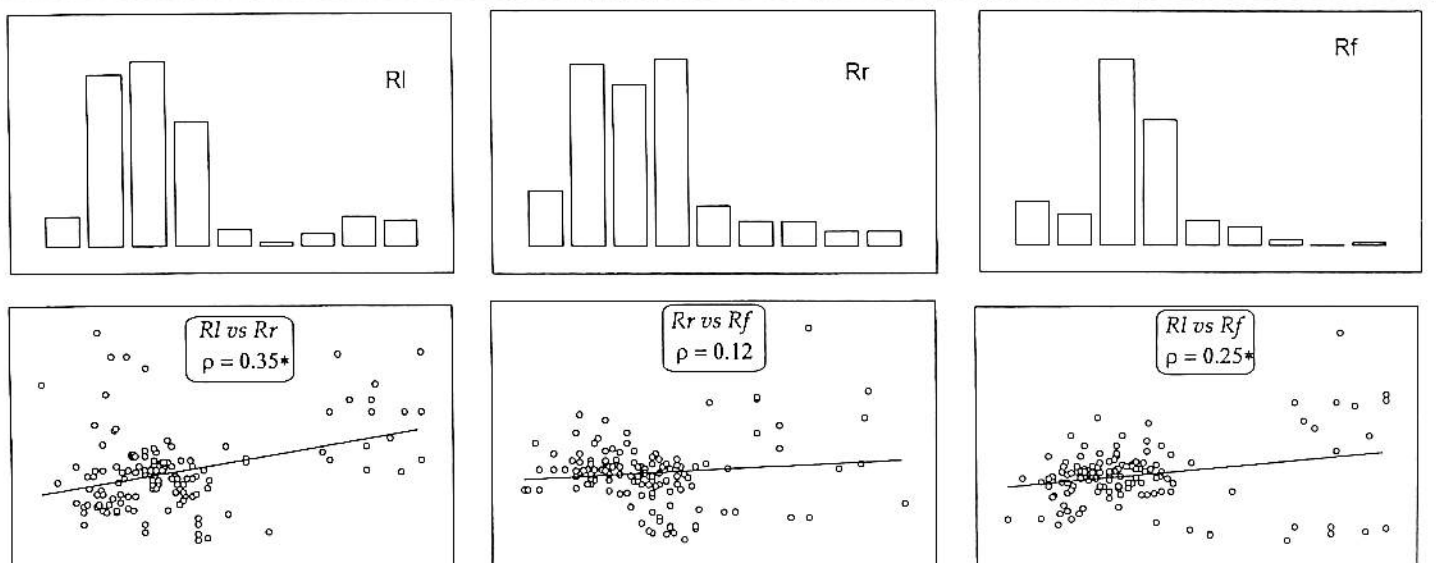 Rl
Rr
Rf
Rl vs Rr
ρ = 0.35*
Rr vs Rf
ρ = 0.12
Rl vs Rf
ρ = 0.25*